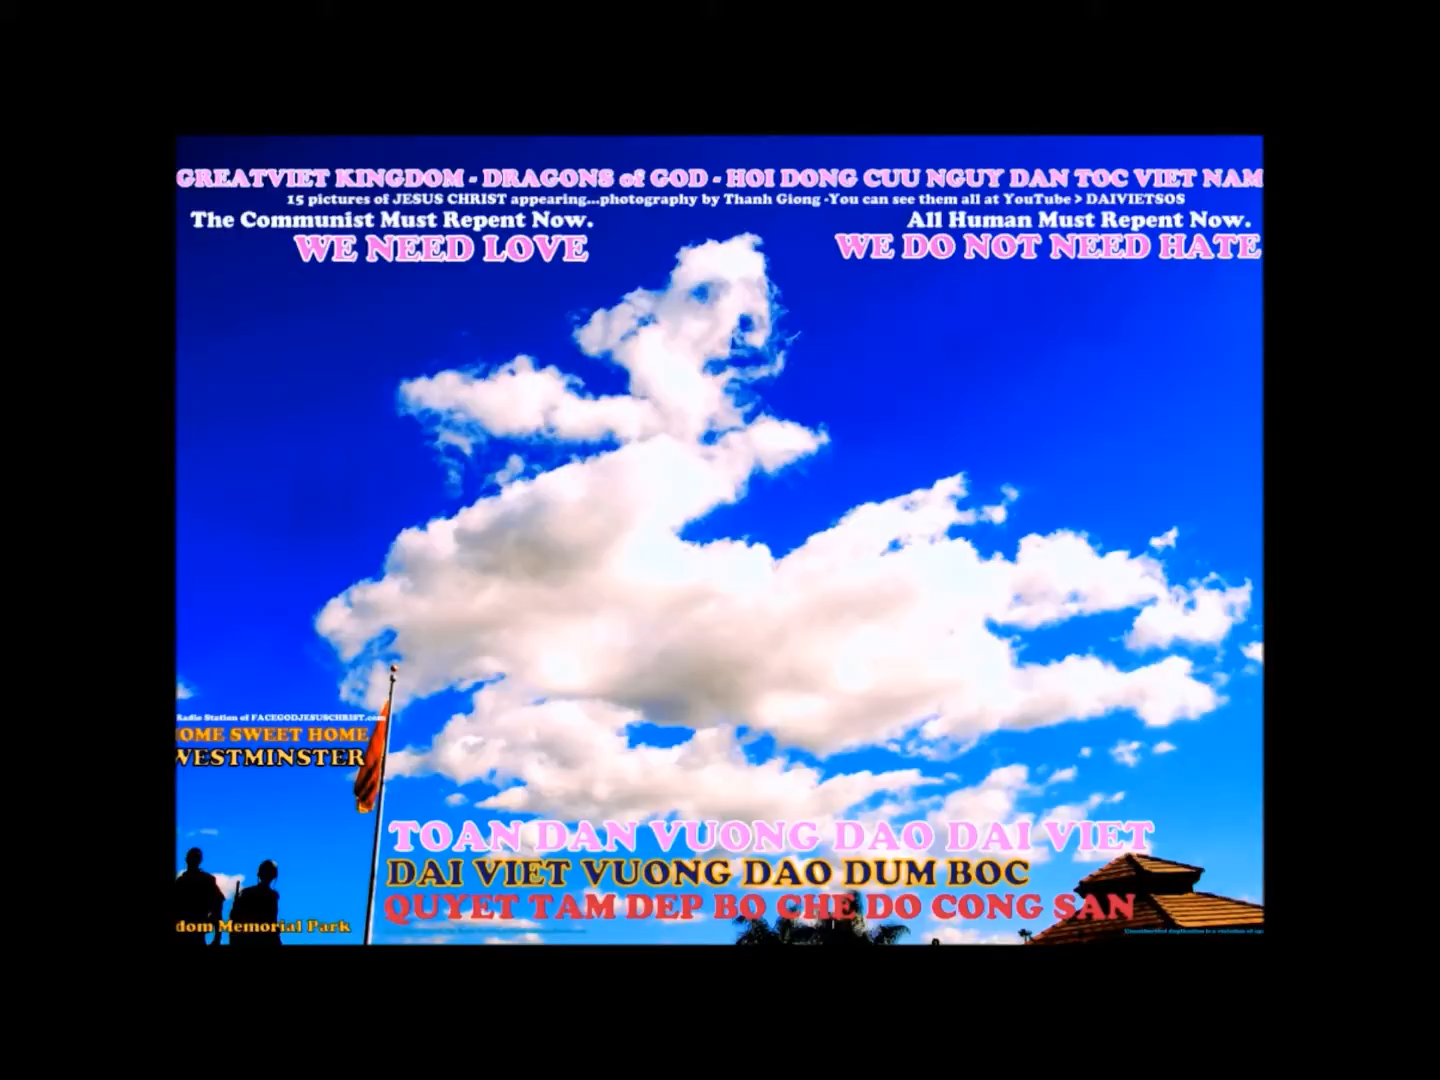 GREATVIET KINGDOM - DRAGONS of GOD - HOI DONG CUU NGUY DAN TOC VIET NAM
15 pictures of JESUS CHRIST appearing...photography by Thanh Giong -You can see them all at YouTube > DAIVIETSOS
The Communist Must Repent Now. All Human Must Repent Now.
WE NEED LOVE WE DO NOT NEED HATE
Radio Station of FACEGODJESUSCHRIST.com
OME SWEET HOME
WESTMINSTER
TOAN DAN VUONG DAO DAI VIET
DAI VIET VUONG DAO DUM BOC
QUYET TAM DEP BO CHE DO CONG SAN
dom Memorial Park